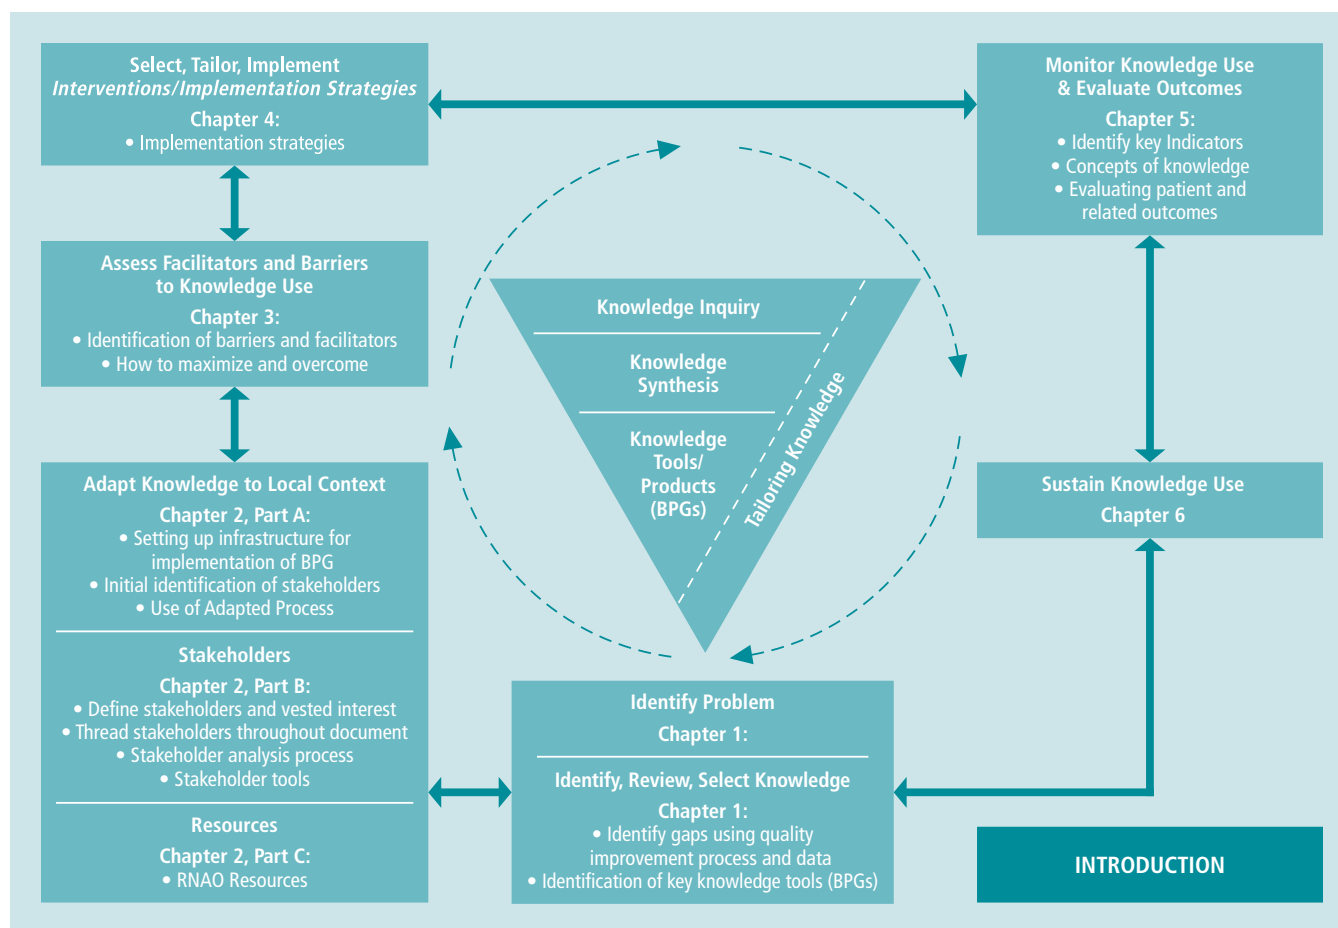 Select, Tailor, Implement
Interventions/Implementation Strategies
Chapter 4:
• Implementation strategies
Assess Facilitators and Barriers
to Knowledge Use
Chapter 3:
• Identification of barriers and facilitators
• How to maximize and overcome
Adapt Knowledge to Local Context
Chapter 2, Part A:
• Setting up infrastructure for
implementation of BPG
• Initial identification of stakeholders
• Use of Adapted Process
Stakeholders
Chapter 2, Part B:
• Define stakeholders and vested interest
• Thread stakeholders throughout document
• Stakeholder analysis process
• Stakeholder tools
Resources
Chapter 2, Part C:
• RNAO Resources
Knowledge Inquiry
Knowledge
Synthesis
Knowledge
Tools/
Products
(BPGs)
Tailoring Knowledge
Identify Problem
Chapter 1:
Identify, Review, Select Knowledge
Chapter 1:
• Identify gaps using quality
improvement process and data
• Identification of key knowledge tools (BPGs)
Monitor Knowledge Use
& Evaluate Outcomes
Chapter 5:
• Identify key Indicators
• Concepts of knowledge
• Evaluating patient and
related outcomes
Sustain Knowledge Use
Chapter 6
INTRODUCTION